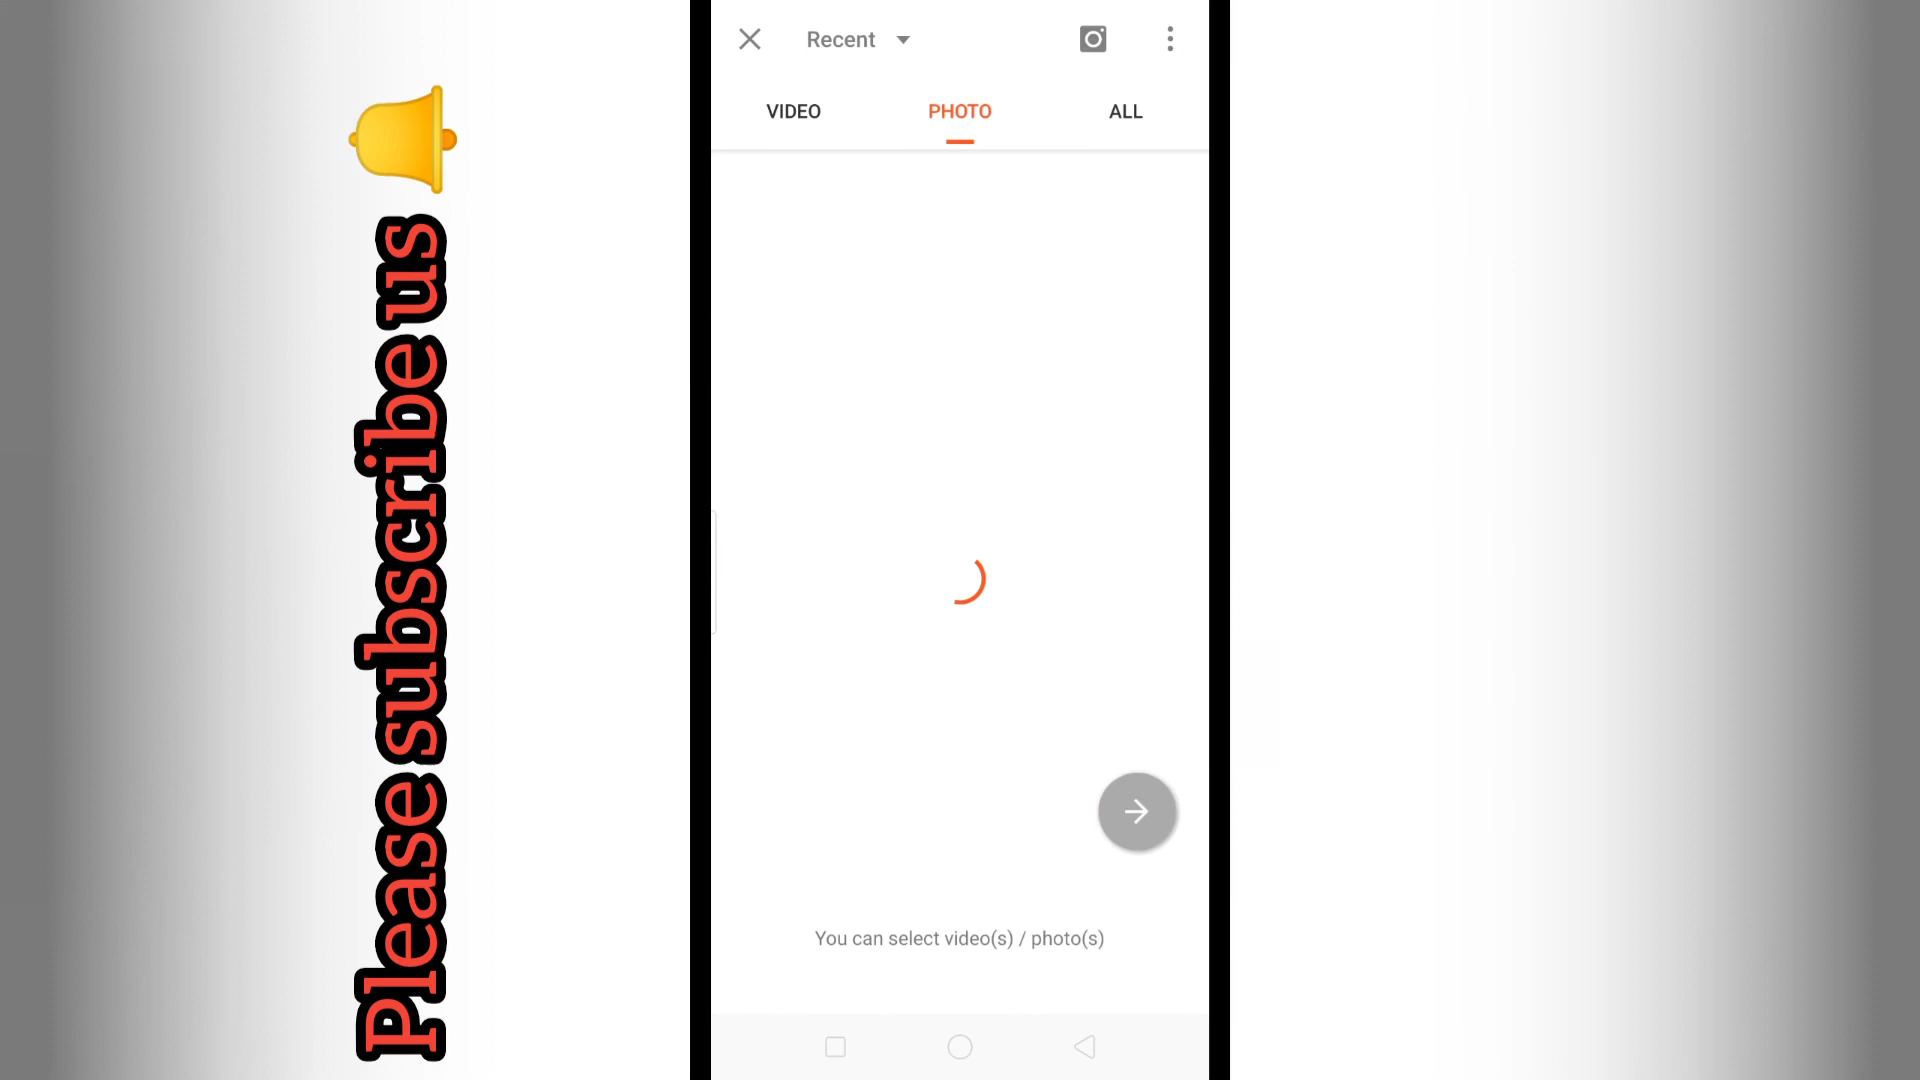 Please subscribe us
Recent
VIDEO
PHOTO
ALL
You can select video(s) / photo(s)